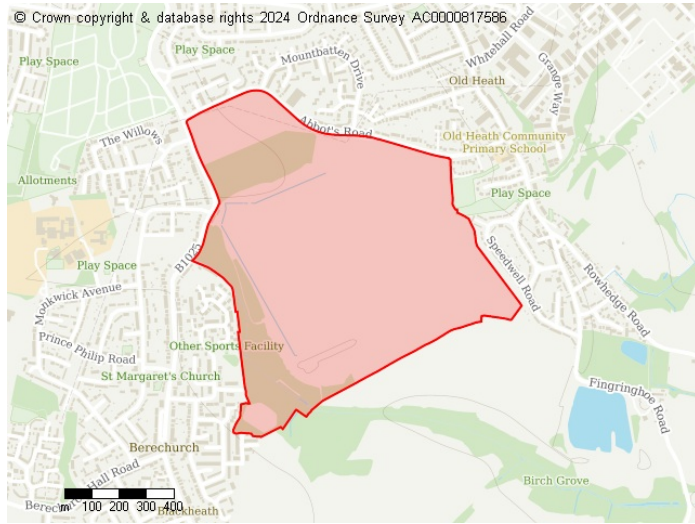 © Crown copyright & database rights 2024 Ordnance Survey AC0000817586
Play Space
Play Space
Mountbatten Drive
Whitehall Road
Old Heath
Grange Way
The Willows
Abbot's Road
Old Heath Community
Primary School
Allotments
Play Space
Play Space
B1025
Speedwell Road
Rowhedge Road
Monkwick Avenue
Prince Philip Road
Other Sports Facility
St Margaret's Church
Fingringhoe Road
Berechurch
Berechurch Hall Road
Birch Grove
Blackheath
m 100 200 300 400